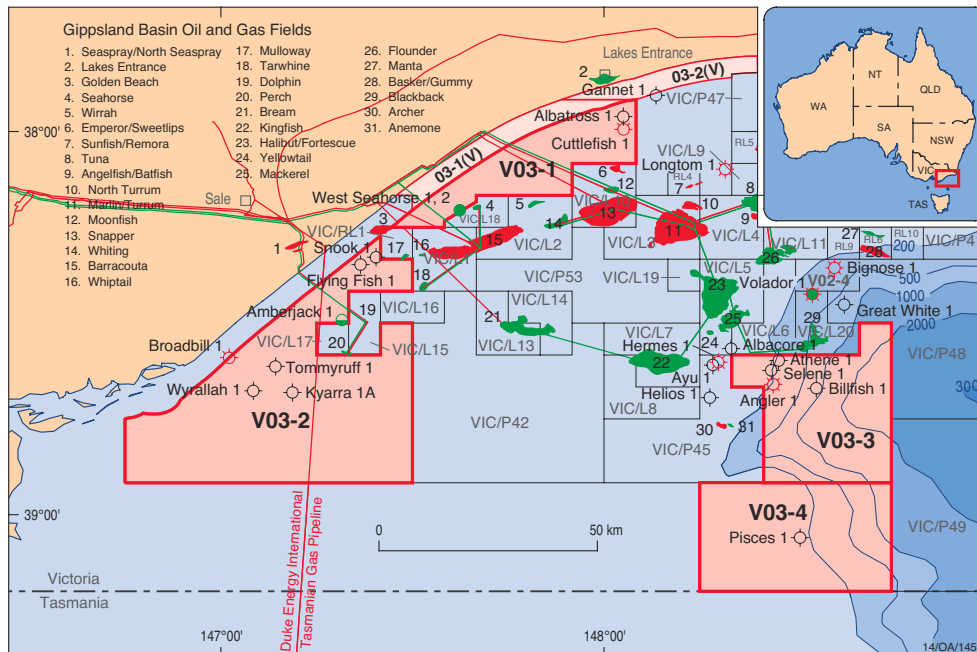 Gippsland Basin Oil and Gas Fields
1. Seaspray/North Seaspray
2. Lakes Entrance
3. Golden Beach
4. Seahorse
5. Wirrah
6. Emperor/Sweetlips
7. Sunfish/Remora
8. Tuna
9. Angelfish/Batfish
10. North Turrum
11. Marlin/Turrum
12. Moonfish
13. Snapper
14. Whiting
15. Barracouta
16. Whiptail
17. Mulloway
18. Tarwhine
19. Dolphin
20. Perch
21. Bream
22. Kingfish
23. Halibut/Fortescue
24. Yellowtail
25. Mackerel
26. Flounder
27. Manta
28. Basker/Gummy
29. Blackback
30. Archer
31. Anemone
Lakes Entrance
2
Gannet 1
03-2(V)
VIC/P47
Albatross 1
Cuttlefish 1
VIC/L9
RL5
Longtom 1
RL4
03-1(V)
V03-1
6
12
7
8
WA
NT
SA
QLD
NSW
VIC
TAS
38°00'
Sale
West Seahorse 1, 2
4
5
VIC/L18
14
13
10
11
9
VIC/RL1
3
1
Snook 1
17
16
VIC/L1
15
VIC/L2
VIC/L3
VIC/L4
26
VIC/L11
27
RL6
RL9
RL10
28
200
VIC/P4
Flying Fish 1
18
VIC/P53
VIC/L19
VIC/L5
Volador 1
Bignose 1
V02-4
500
1000
2000
Amberjack 1
19
VIC/L16
VIC/L14
21
VIC/L13
23
25
VIC/L6
29
VIC/L20
Great White 1
Broadbill 1
VIC/L17
20
VIC/L15
VIC/L7
Hermes 1
24
Albacore 1
VIC/P48
Tommyruff 1
22
Ayu 1
Athene 1
Selene 1
Wyrallah 1
Kyarra 1A
VIC/L8
Helios 1
Angler 1
Billfish 1
V03-2
VIC/P42
30
31
VIC/P45
V03-3
39°00'
V03-4
0
50 km
Pisces 1
VIC/P49
Duke Energy International
Tasmanian Gas Pipeline
Victoria
Tasmania
147°00'
148°00'